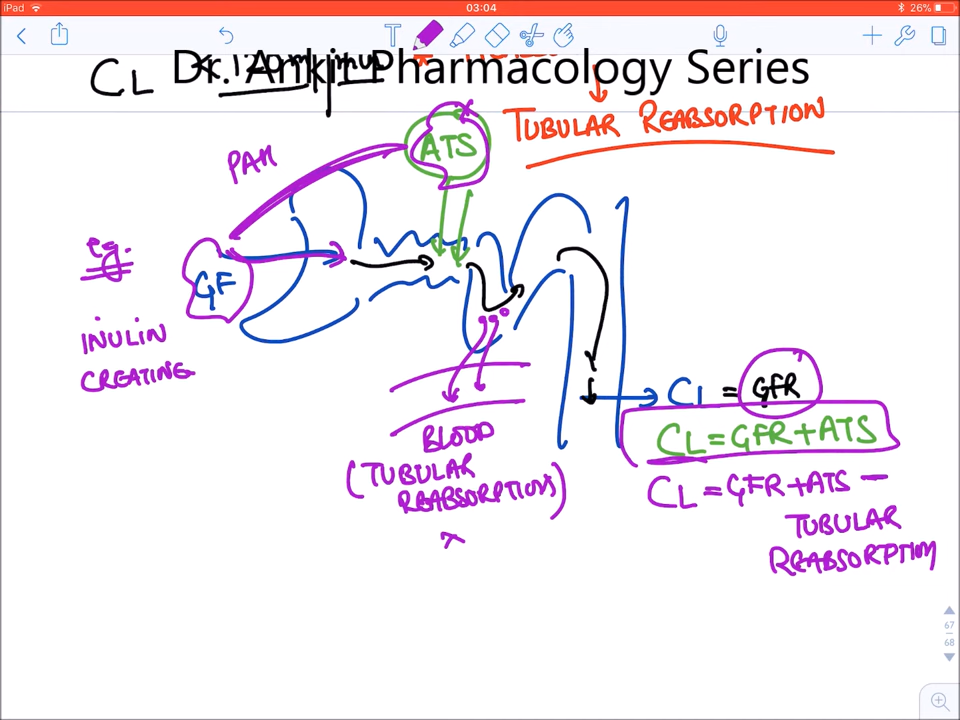 iPad
03:04
26%
T
Dr. Ankit Pharmacology Series
CL <
TUBULAR REABSORPTION
ATS
PAH
eg.
GF
INULIN
CREATINE
CL = GFR
CL = GFR + ATS
BLOOD
(TUBULAR
REABSORPTION)
CL = GFR + ATS -
TUBULAR
REABSORPTION
67
68